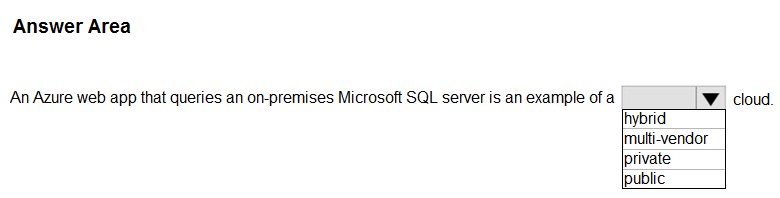 Answer Area
An Azure web app that queries an on-premises Microsoft SQL server is an example of a cloud.
hybrid
multi-vendor
private
public